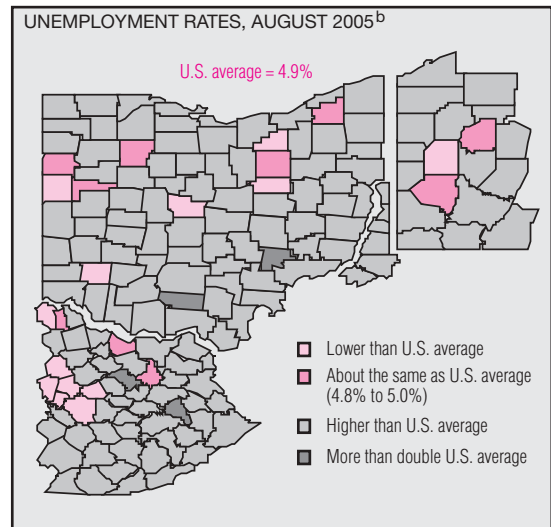 UNEMPLOYMENT RATES, AUGUST 2005b
U.S. average = 4.9%
Lower than U.S. average
About the same as U.S. average
(4.8% to 5.0%)
Higher than U.S. average
More than double U.S. average